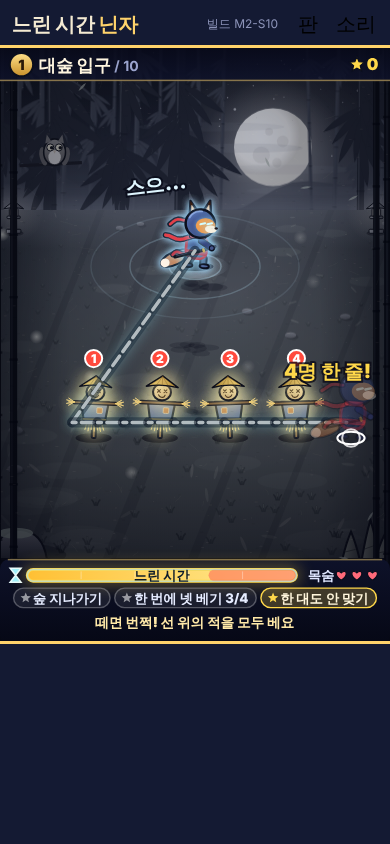 느린 시간 닌자 빌드 M2-S10 판 소리
1 대숲 입구 / 10 ★ 0
스으...
1 2 3 4
4명 한 줄!
느린 시간 목숨
★숲 지나가기 ★한 번에 넷 베기 3/4 ★한 대도 안 맞기
떼면 번쩍! 선 위의 적을 모두 베요